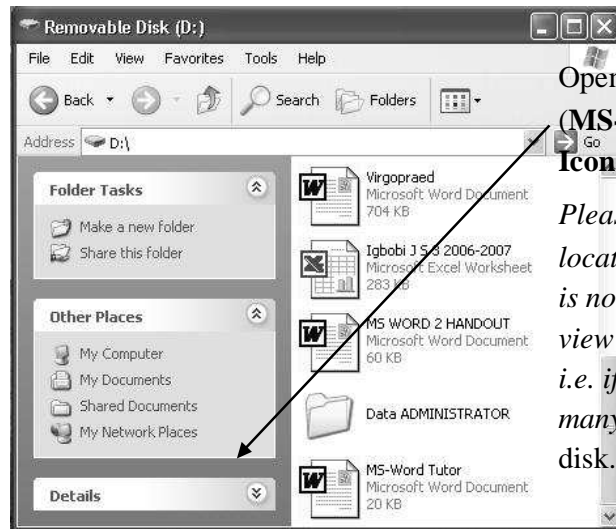 Removable Disk (D:)
File Edit View Favorites Tools Help
Back Search Folders
Address D:\ Go
Folder Tasks
Make a new folder
Share this folder
Other Places
My Computer
My Documents
Shared Documents
My Network Places
Details
Virgopraed
Microsoft Word Document
704 KB
Igbobi J S 3 2006-2007
Microsoft Excel Worksheet
283 KB
MS WORD 2 HANDOUT
Microsoft Word Document
60 KB
Data ADMINISTRATOR
MS-Word Tutor
Microsoft Word Document
20 KB
Open
(MS-
Icon
Pleas
locat
is no
view
i.e. if
many
disk.